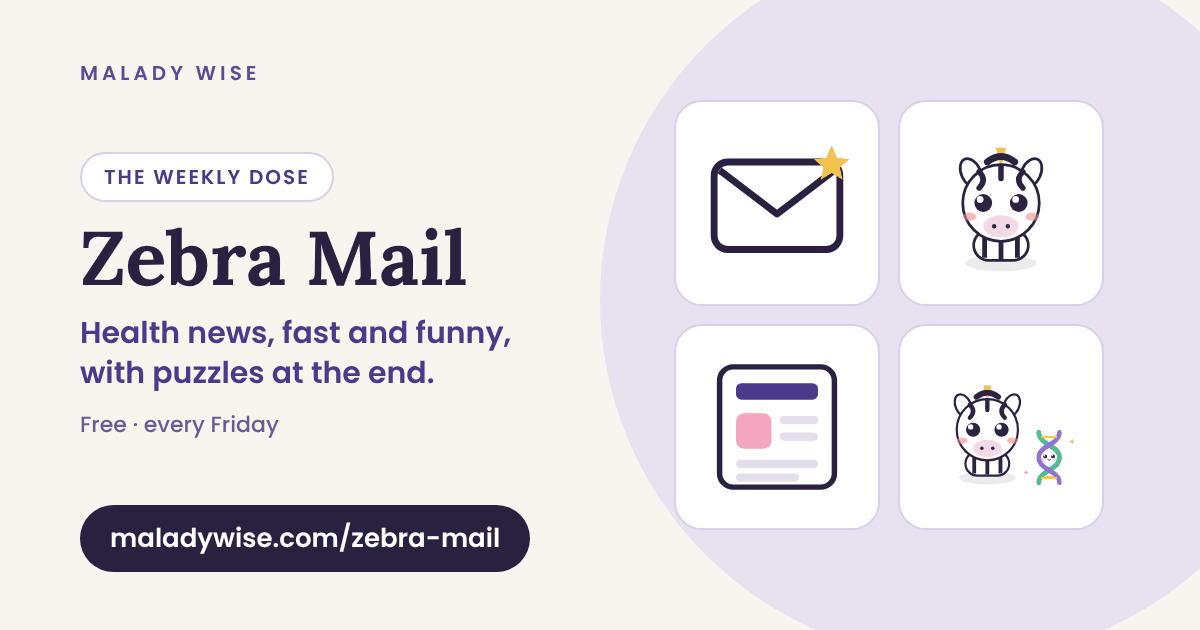 MALADY WISE
THE WEEKLY DOSE
Zebra Mail
Health news, fast and funny,
with puzzles at the end.
Free · every Friday
maladywise.com/zebra-mail